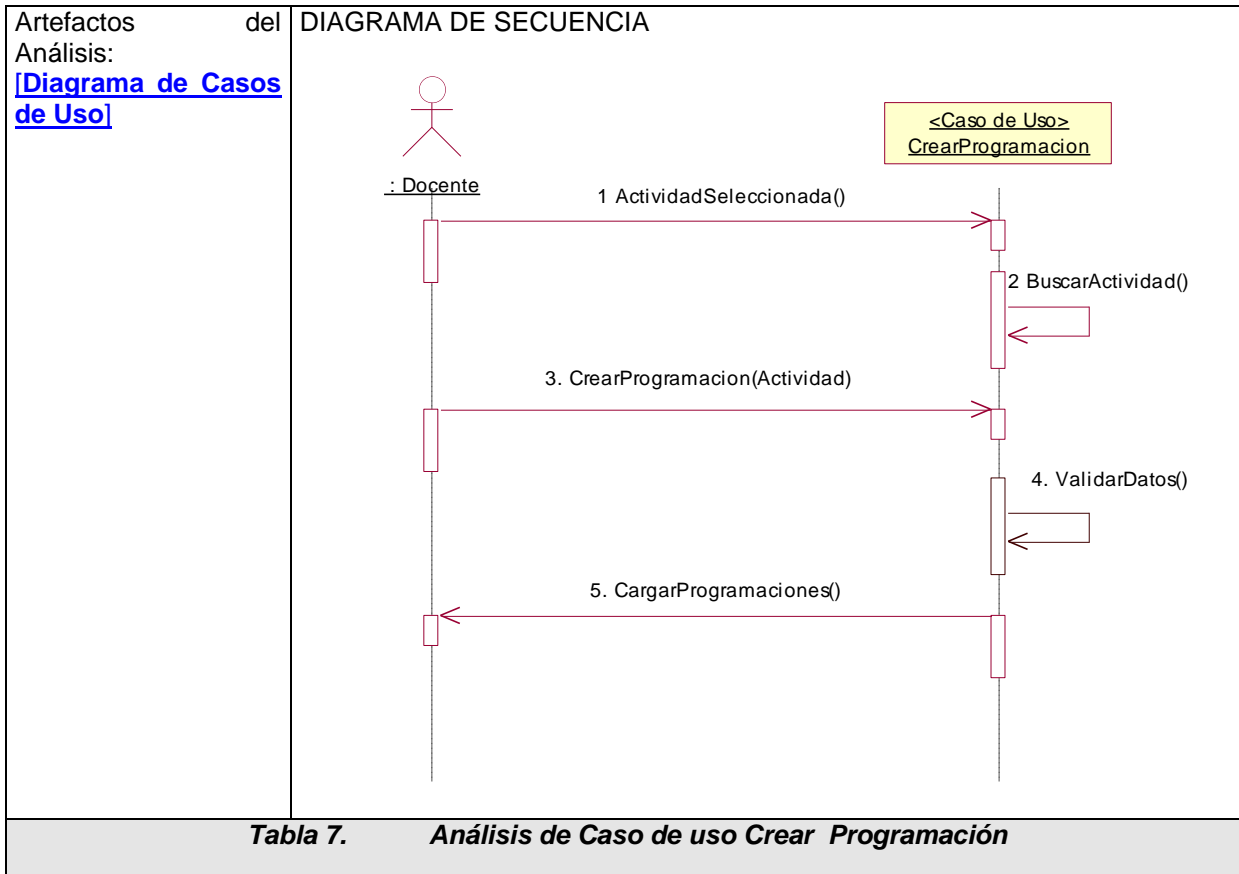 Artefactos del
Análisis:
[Diagrama de Casos
de Uso]
DIAGRAMA DE SECUENCIA
: Docente
<Caso de Uso>
CrearProgramacion
1 ActividadSeleccionada()
2 BuscarActividad()
3. CrearProgramacion(Actividad)
4. ValidarDatos()
5. CargarProgramaciones()
Tabla 7. Análisis de Caso de uso Crear Programación